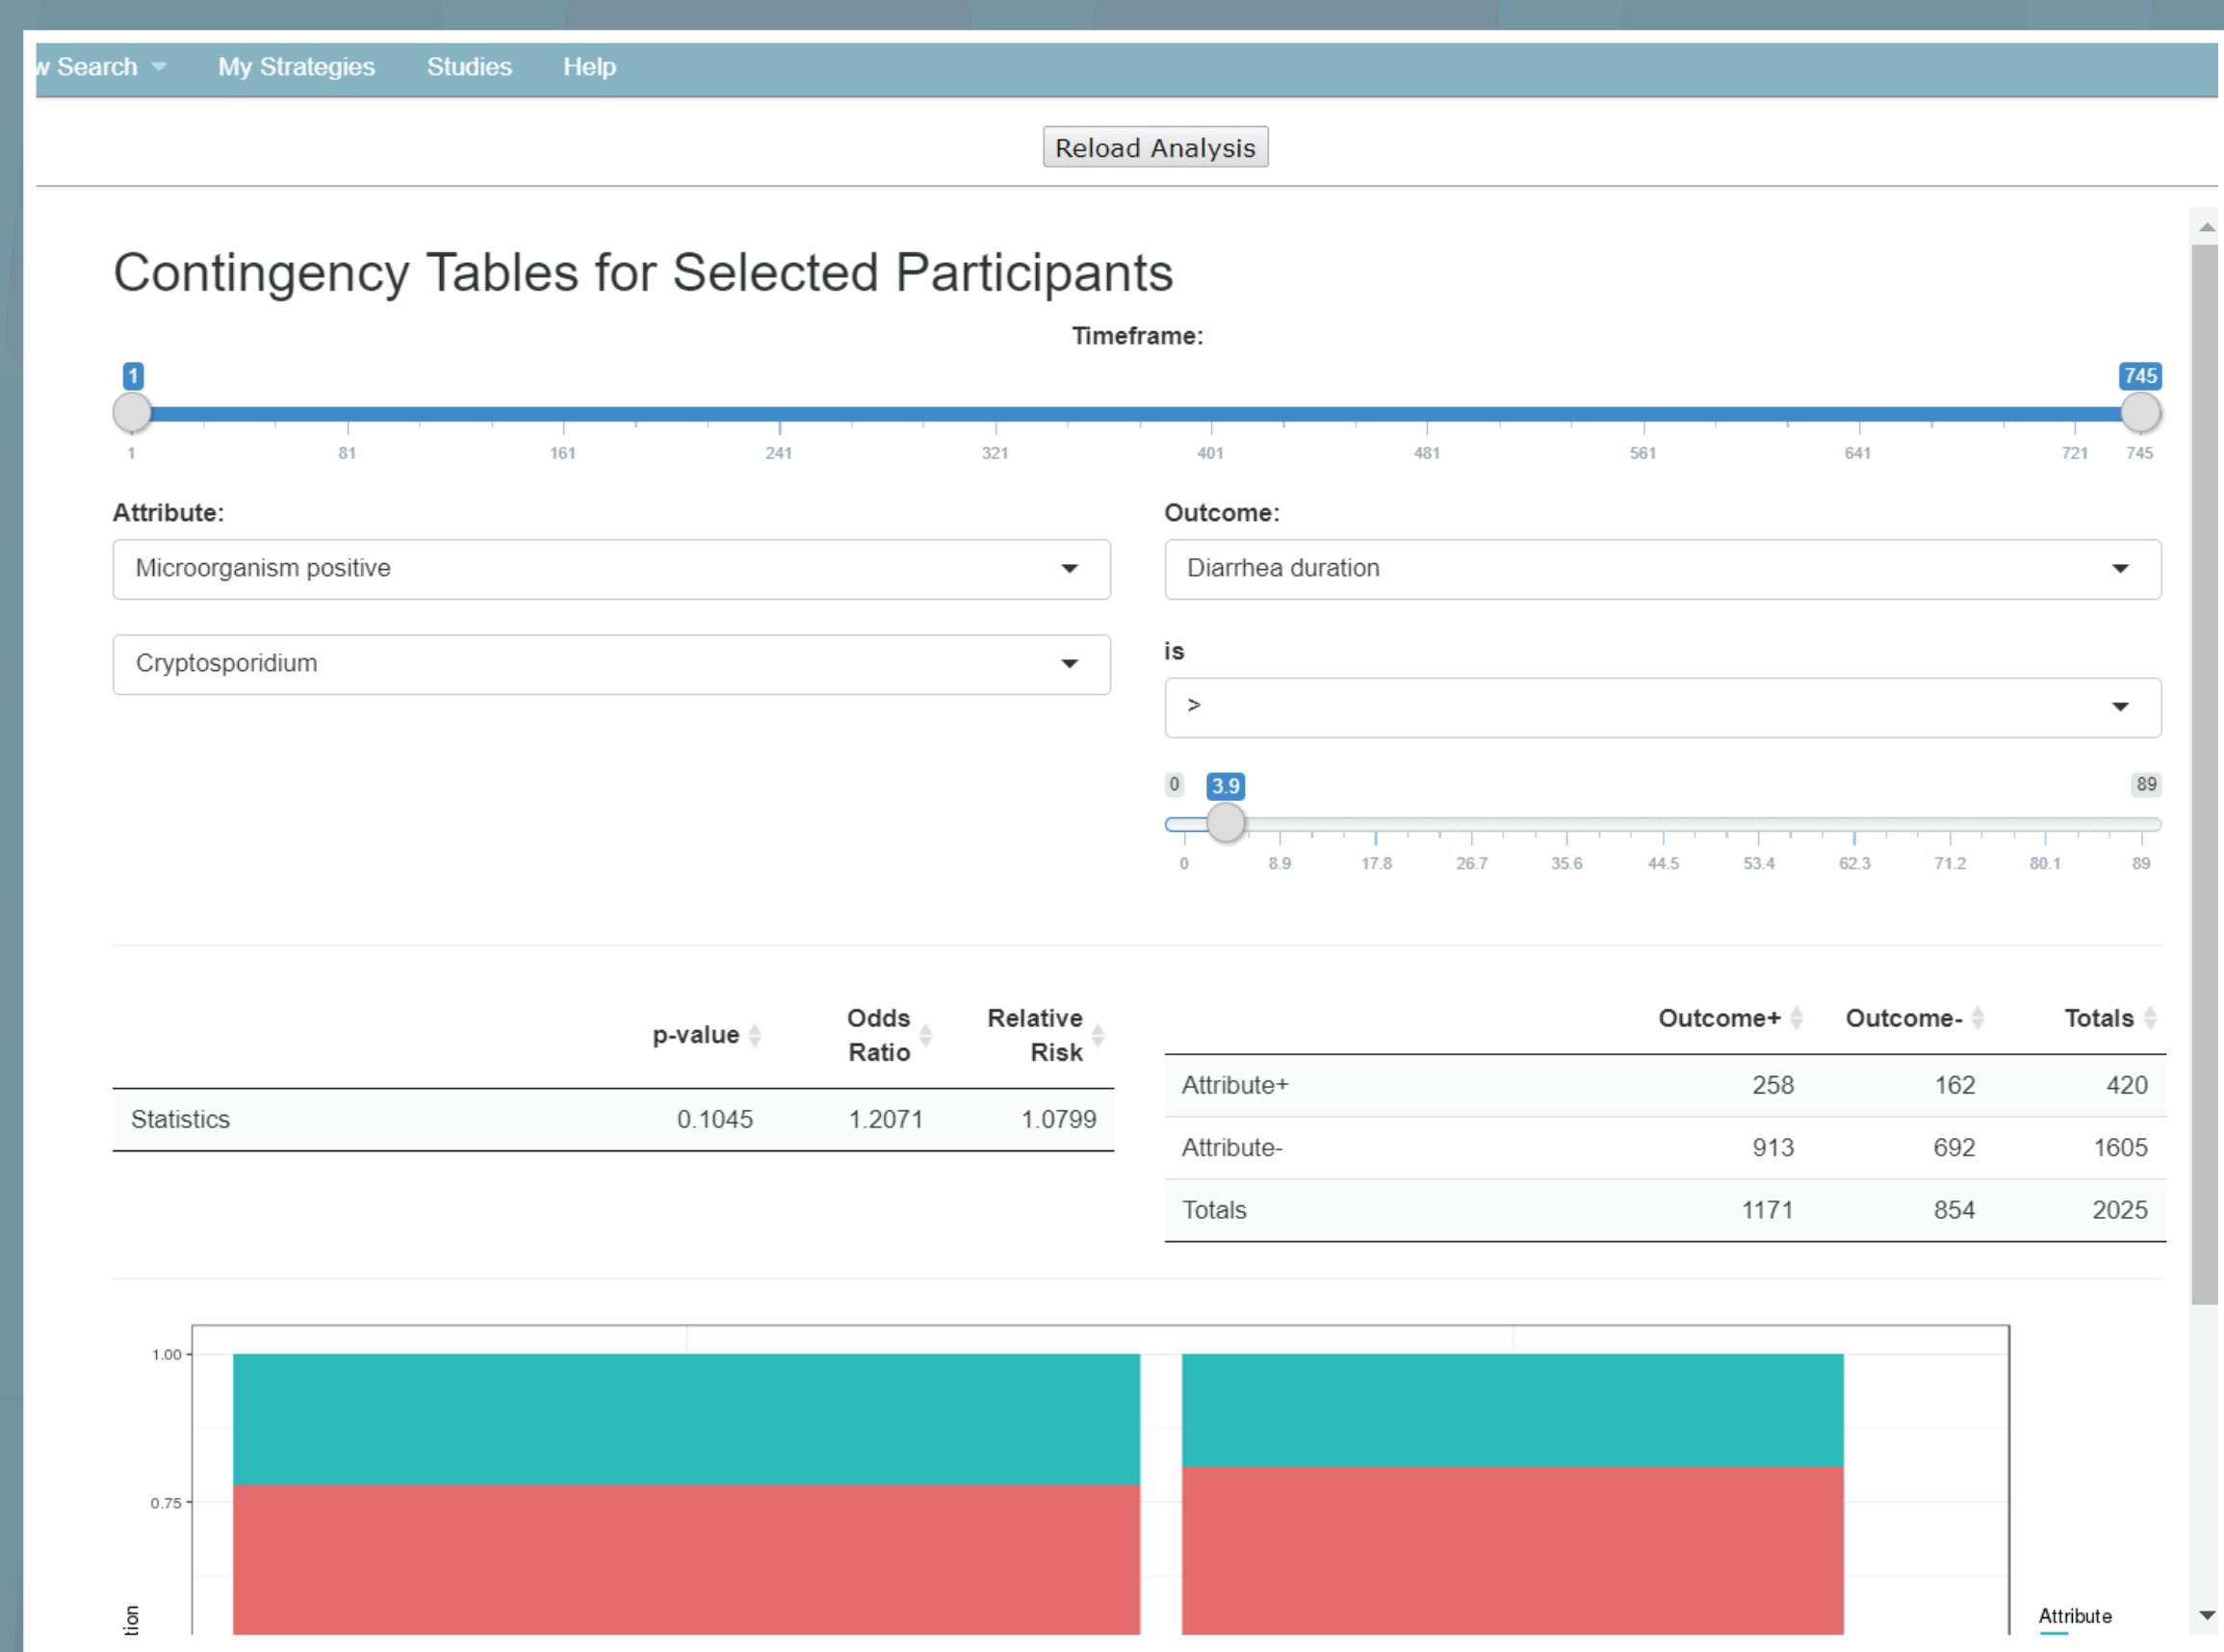 w Search My Strategies Studies Help
Reload Analysis
Contingency Tables for Selected Participants
Timeframe:
1 745
1 81 161 241 321 401 481 561 641 721 745
Attribute: Outcome:
Microorganism positive Diarrhea duration
Cryptosporidium is
>
0 3.9 89
0 8.9 17.8 26.7 35.6 44.5 53.4 62.3 71.2 80.1 89
p-value Odds Ratio Relative Risk
Statistics 0.1045 1.2071 1.0799
Outcome+ Outcome- Totals
Attribute+ 258 162 420
Attribute- 913 692 1605
Totals 1171 854 2025
1.00
0.75
tion
Attribute